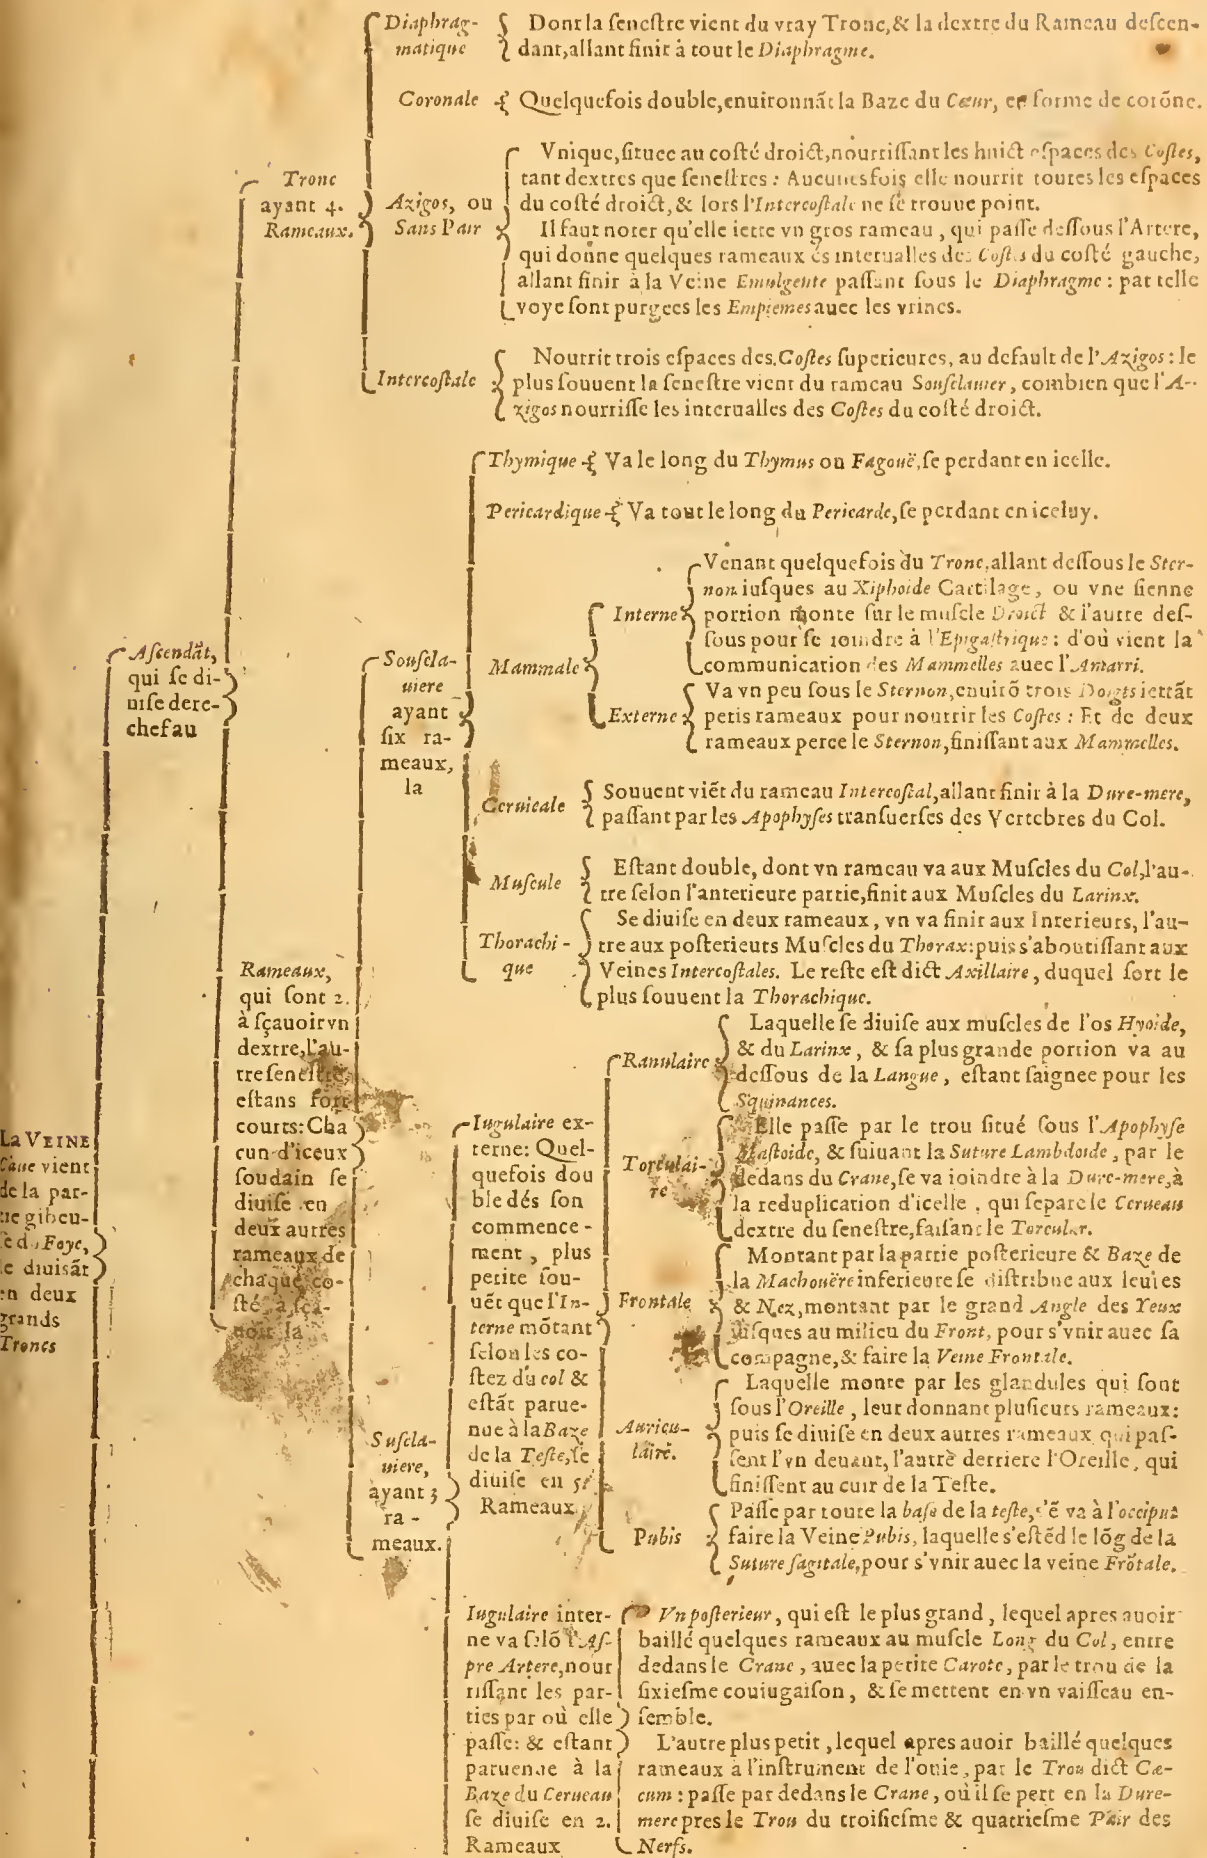 Diaphrag-
matique
Dont la ſeneſtre vient du vray Tronc, & la dextre du Rameau deſcen-
dant, allant finir à tout le Diaphragme.
Coronale
Quelquefois double, enuironnãt la Baze du Cœur, en forme de corõne.
Tronc
ayant 4.
Rameaux.
Azigos, ou
Sans Pair
Vnique, ſituee au coſté droict, nourriſſant les huict eſpaces des Coſtes,
tant dextres que ſeneſtres : Aucunesfois elle nourrit toutes les eſpaces
du coſté droict, & lors l'Intercoſtale ne ſe trouue point.
Il faut noter qu'elle iette vn gros rameau, qui paſſe deſſous l'Artere,
qui donne quelques rameaux és interualles des Coſtes du coſté gauche,
allant finir à la Veine Emulgente paſſant ſous le Diaphragme : par telle
voye ſont purgees les Empiemes auec les vrines.
Intercoſtale
Nourrit trois eſpaces des Coſtes ſuperieures, au default de l'Azigos : le
plus ſouuent la ſeneſtre vient du rameau Souſclauier, combien que l'A-
zigos nourriſſe les interualles des Coſtes du coſté droict.
Aſcendãt,
qui ſe di-
uiſe dere-
chef au
Souſcla-
uiere
ayant
ſix ra-
meaux,
la
Thymique
Va le long du Thymus ou Fagouë, ſe perdant en icelle.
Pericardique
Va tout le long du Pericarde, ſe perdant en iceluy.
Mammale
Interne
Venant quelquefois du Tronc, allant deſſous le Ster-
non iuſques au Xiphoide Cartilage, ou vne ſienne
portion monte ſur le muſcle Droict & l'autre deſ-
ſous pour ſe ioindre à l'Epigaſtrique : d'où vient la
communication des Mammelles auec l'Amarri.
Externe
Va vn peu ſous le Sternon, enuirõ trois Doigts iettãt
petis rameaux pour nourrir les Coſtes : Et de deux
rameaux perce le Sternon, finiſſant aux Mammelles.
Ceruicale
Souuent viẽt du rameau Intercoſtal, allant finir à la Dure-mere,
paſſant par les Apophyſes tranſuerſes des Vertebres du Col.
Muſcule
Eſtant double, dont vn rameau va aux Muſcles du Col, l'au-
tre ſelon l'anterieure partie, finit aux Muſcles du Larinx.
Thorachi-
que
Se diuiſe en deux rameaux, vn va finir aux Interieurs, l'au-
tre aux poſterieurs Muſcles du Thorax : puis s'aboutiſſant aux
Veines Intercoſtales. Le reſte eſt dict Axillaire, duquel ſort le
plus ſouuent la Thorachique.
La VEINE
Caue vient
de la par-
tie gibeu-
ſe du Foye,
ſe diuisãt
en deux
grands
Troncs
Rameaux,
qui ſont 2.
à ſçauoir vn
dextre, l'au-
tre ſeneſtre,
eſtans fort
courts : Cha
cun d'iceux
ſoudain ſe
diuiſe en
deux autres
rameaux de
chaque co-
ſté à ſça-
uoir la
Suſcla-
uiere,
ayant 3
ra-
meaux.
Iugulaire ex-
terne : Quel-
quefois dou
ble dés ſon
commence-
ment, plus
petite ſou-
uẽt que l'In-
terne mõtant
ſelon les co-
ſtez du col &
eſtãt parue-
nue à la Baze
de la Teſte, ſe
diuiſe en 5
Rameaux
Ranulaire
Laquelle ſe diuiſe aux muſcles de l'os Hyoide,
& du Larinx, & ſa plus grande portion va au
deſſous de la Langue, eſtant ſaignee pour les
Squinances.
Torculai-
re
Elle paſſe par le trou ſitué ſous l'Apophyſe
Maſtoide, & ſuiuant la Suture Lambdoide, par le
dedans du Crane, ſe va ioindre à la Dure-mere, à
la reduplication d'icelle, qui ſepare le Cerueau
dextre du ſeneſtre, faiſant le Torcular.
Frontale
Montant par la partie poſterieure & Baze de
la Machouëre inferieure ſe diſtribue aux leures
& Nez, montant par le grand Angle des Yeux
iuſques au milieu du Front, pour s'vnir auec ſa
compagne, & faire la Veine Frontale.
Auricu-
laire.
Laquelle monte par les glandules qui ſont
ſous l'Oreille, leur donnant pluſieurs rameaux :
puis ſe diuiſe en deux autres rameaux qui paſ-
ſent l'vn deuant, l'autre derriere l'Oreille, qui
finiſſent au cuir de la Teſte.
Pubis
Paſſe par toute la baſe de la teſte, s'ẽ va à l'occiput
faire la Veine Pubis, laquelle s'eſtẽd le lõg de la
Suture ſagitale, pour s'vnir auec la veine Frõtale.
Iugulaire inter-
ne va ſelõ l'Aſ-
pre Artere, nour
riſſant les par-
ties par où elle
paſſe : & eſtant
paruenue à la
Baze du Cerueau
ſe diuiſe en 2.
Rameaux
Vn poſterieur, qui eſt le plus grand, lequel apres auoir
baillé quelques rameaux au muſcle Long du Col, entre
dedans le Crane, auec la petite Carote, par le trou de la
ſixieſme coniugaiſon, & ſe mettent en vn vaiſſeau en-
ſemble.
L'autre plus petit, lequel apres auoir baillé quelques
rameaux à l'inſtrument de l'ouie, par le Trou dict Cæ-
cum : paſſe par dedans le Crane, où il ſe pert en la Dure-
mere pres le Trou du troiſieſme & quatrieſme Pair des
Nerfs.